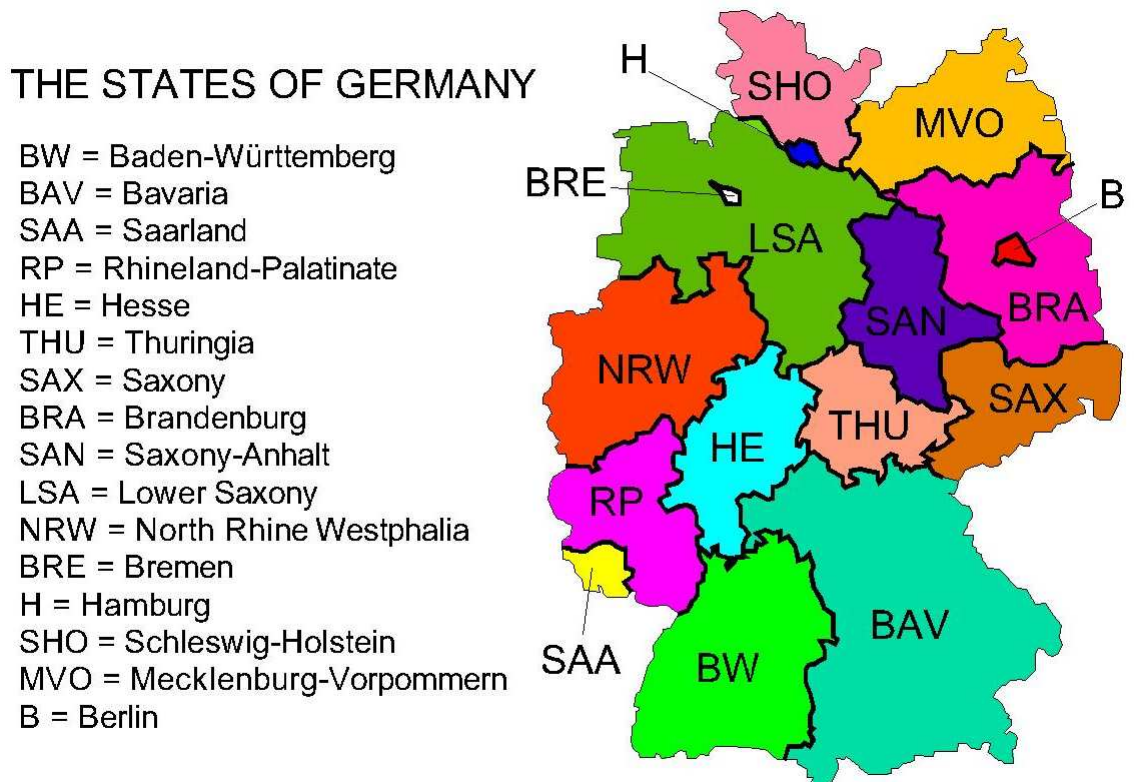 THE STATES OF GERMANY
BW = Baden-Württemberg
BAV = Bavaria
SAA = Saarland
RP = Rhineland-Palatinate
HE = Hesse
THU = Thuringia
SAX = Saxony
BRA = Brandenburg
SAN = Saxony-Anhalt
LSA = Lower Saxony
NRW = North Rhine Westphalia
BRE = Bremen
H = Hamburg
SHO = Schleswig-Holstein
MVO = Mecklenburg-Vorpommern
B = Berlin
H
SHO
MVO
BRE
B
LSA
BRA
SAN
NRW
SAX
THU
HE
RP
BAV
SAA
BW